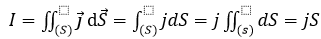 I = ∬_{(S)}^{⬚} j⃗ dS⃗ = ∫_{(S)}^{⬚} jdS = j ∬_{(s)}^{⬚} dS = jS